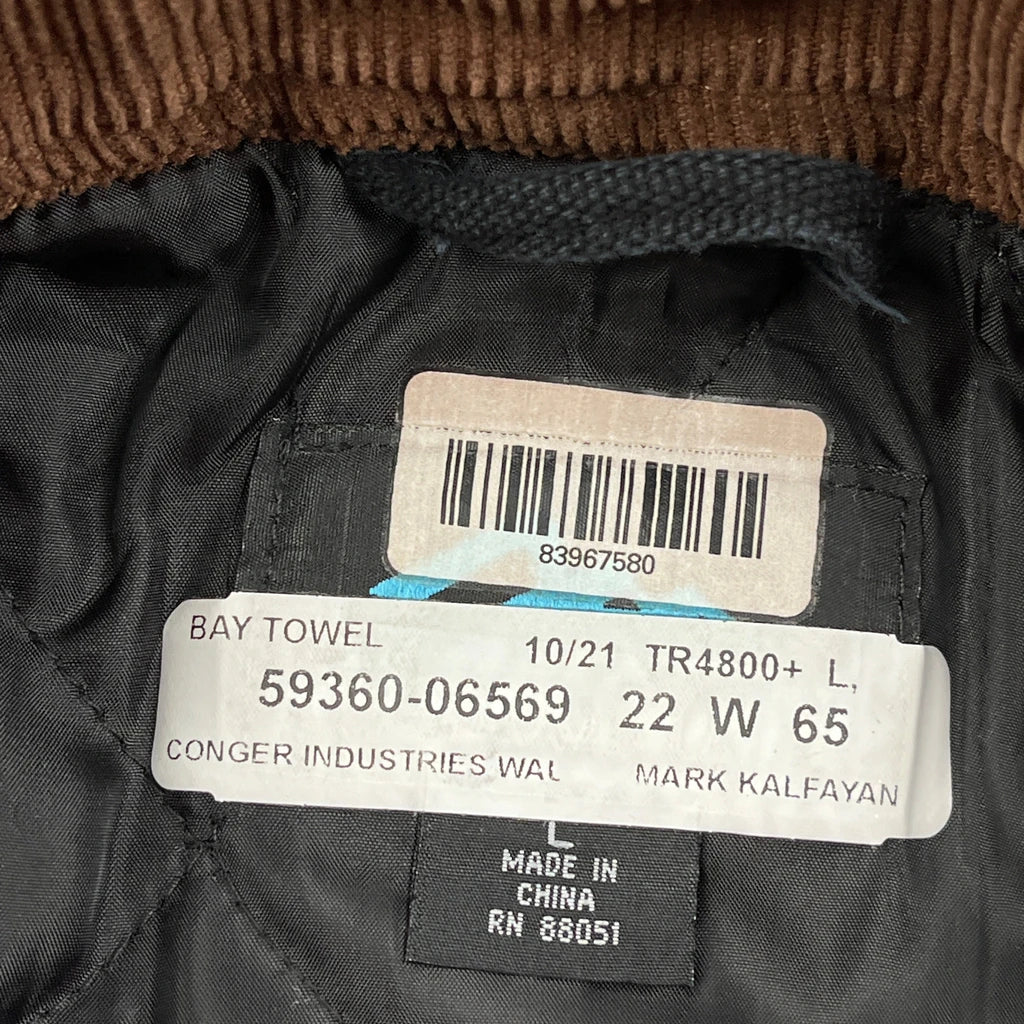 83967580
BAY TOWEL 10/21 TR4800+ L,
59360-06569 22 W 65
CONGER INDUSTRIES WAL MARK KALFAYAN
L
MADE IN
CHINA
RN 88051